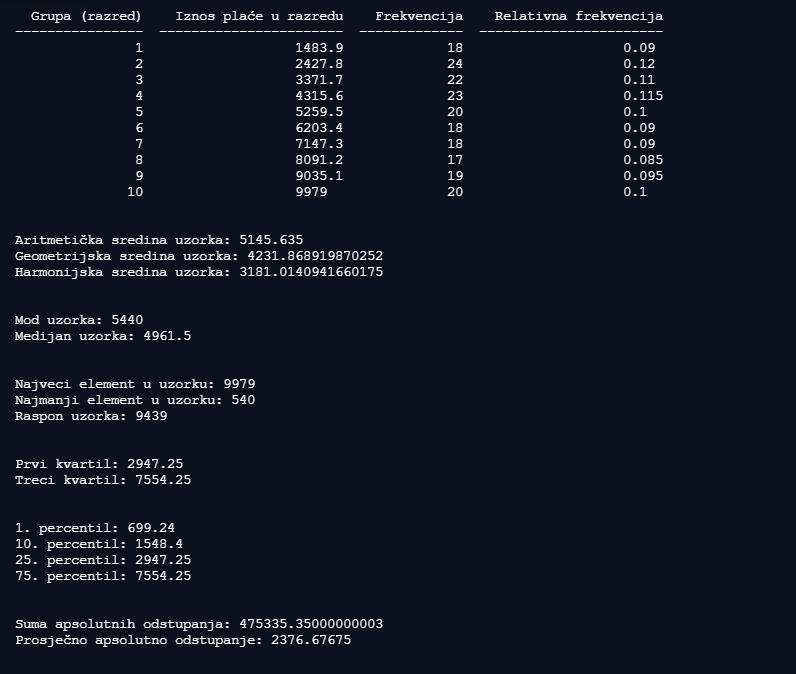 Grupa (razred)    Iznos plaće u razredu    Frekvencija    Relativna frekvencija
----------------  -----------------------  -------------  -----------------------
1    1483.9    18    0.09
2    2427.8    24    0.12
3    3371.7    22    0.11
4    4315.6    23    0.115
5    5259.5    20    0.1
6    6203.4    18    0.09
7    7147.3    18    0.09
8    8091.2    17    0.085
9    9035.1    19    0.095
10    9979    20    0.1
Aritmetička sredina uzorka: 5145.635
Geometrijska sredina uzorka: 4231.868919870252
Harmonijska sredina uzorka: 3181.0140941660175
Mod uzorka: 5440
Medijan uzorka: 4961.5
Najveci element u uzorku: 9979
Najmanji element u uzorku: 540
Raspon uzorka: 9439
Prvi kvartil: 2947.25
Treci kvartil: 7554.25
1. percentil: 699.24
10. percentil: 1548.4
25. percentil: 2947.25
75. percentil: 7554.25
Suma apsolutnih odstupanja: 475335.35000000003
Prosječno apsolutno odstupanje: 2376.67675